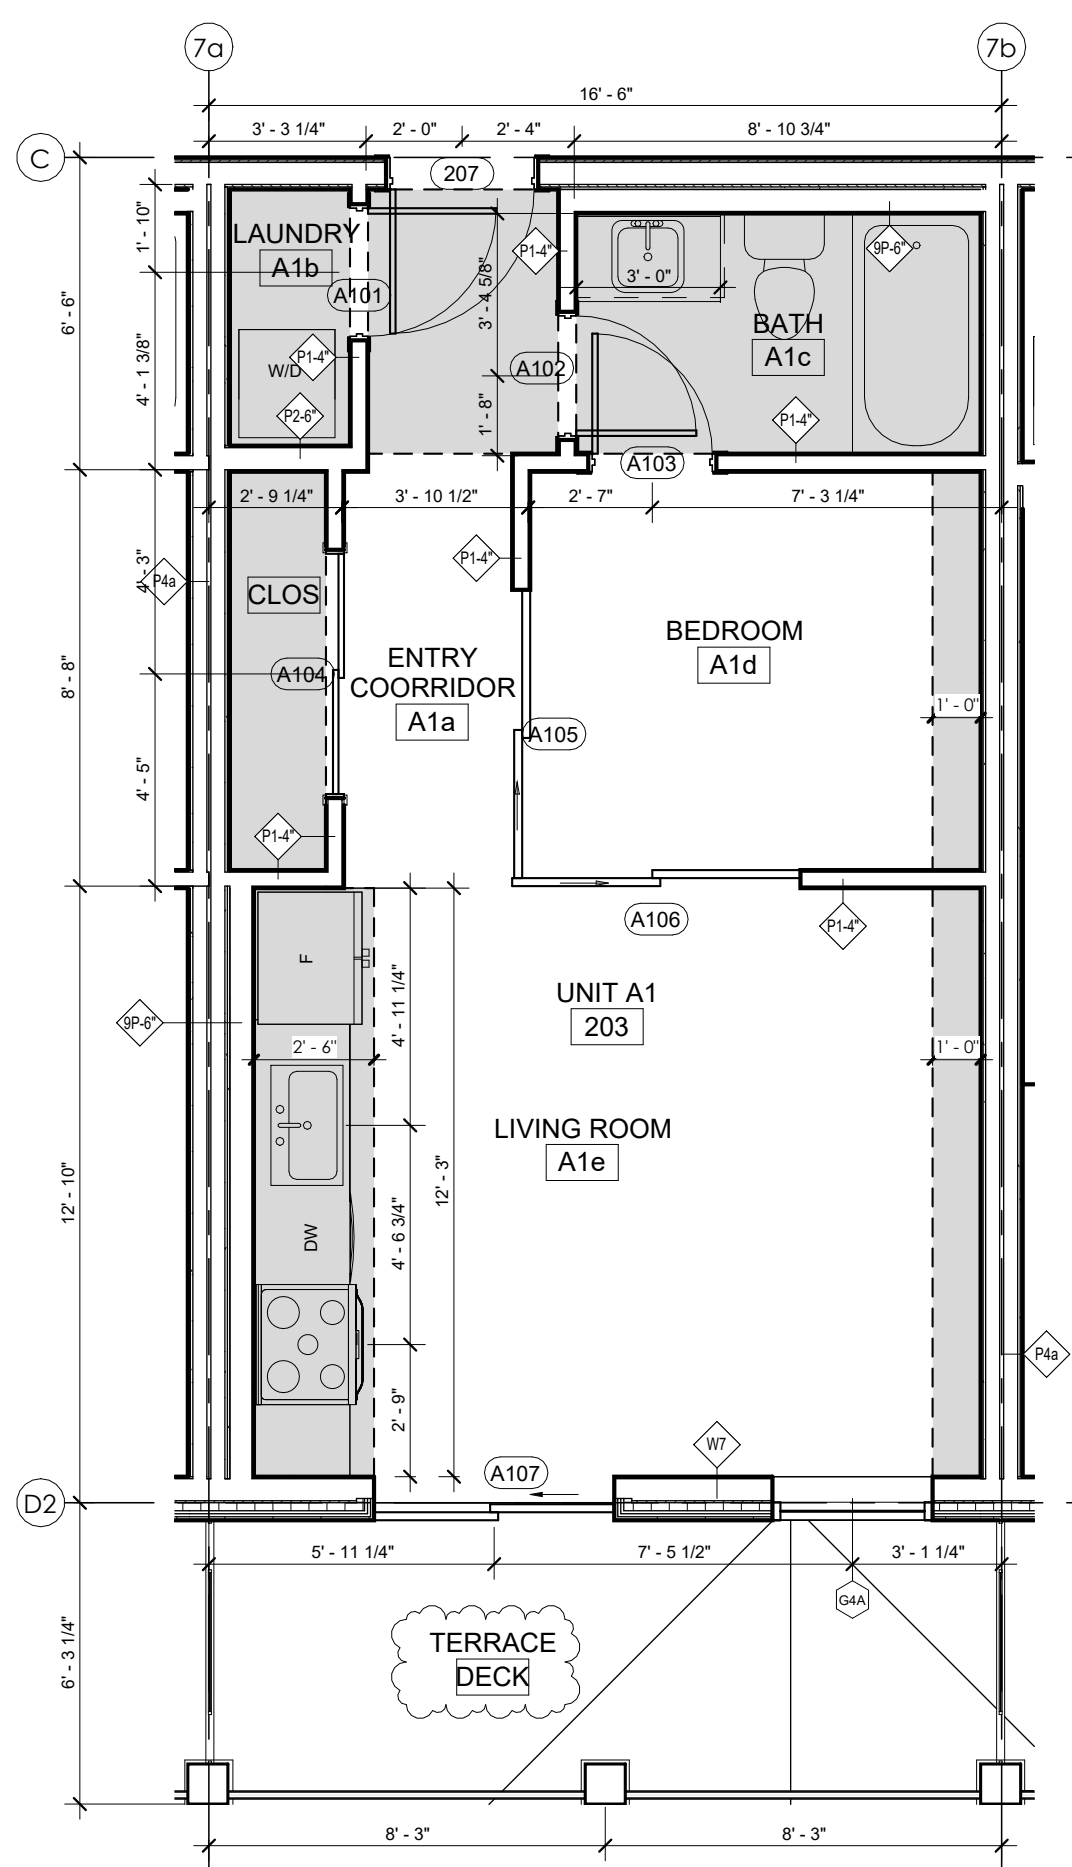 7a
7b
16' - 6"
3' - 3 1/4"
2' - 0"
2' - 4"
8' - 10 3/4"
C
207
1' - 10"
LAUNDRY
A1b
P1-4"
9P-6"
3' - 0"
A101
3' - 4 5/8"
BATH
A1c
6' - 6"
4' - 1 3/8"
P1-4"
W/D
A102
P2-6"
1' - 8"
P1-4"
A103
2' - 9 1/4"
3' - 10 1/2"
2' - 7"
7' - 3 1/4"
P1-4"
4' - 3"
P4a
CLOS
BEDROOM
A1d
ENTRY
COORRIDOR
A1a
A104
8' - 8"
1' - 0"
A105
4' - 5"
P1-4"
A106
P1-4"
F
4' - 11 1/4"
UNIT A1
203
9P-6"
2' - 6"
1' - 0"
LIVING ROOM
A1e
12' - 10"
12' - 3"
4' - 6 3/4"
DW
P4a
2' - 9"
W7
A107
D2
5' - 11 1/4"
7' - 5 1/2"
3' - 1 1/4"
G4A
TERRACE
DECK
6' - 3 1/4"
8' - 3"
8' - 3"